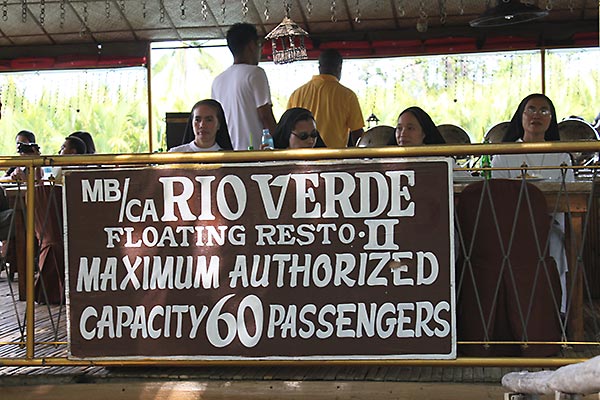 MB/CA RIO VERDE
FLOATING RESTO·II
MAXIMUM AUTHORIZED
CAPACITY 60 PASSENGERS